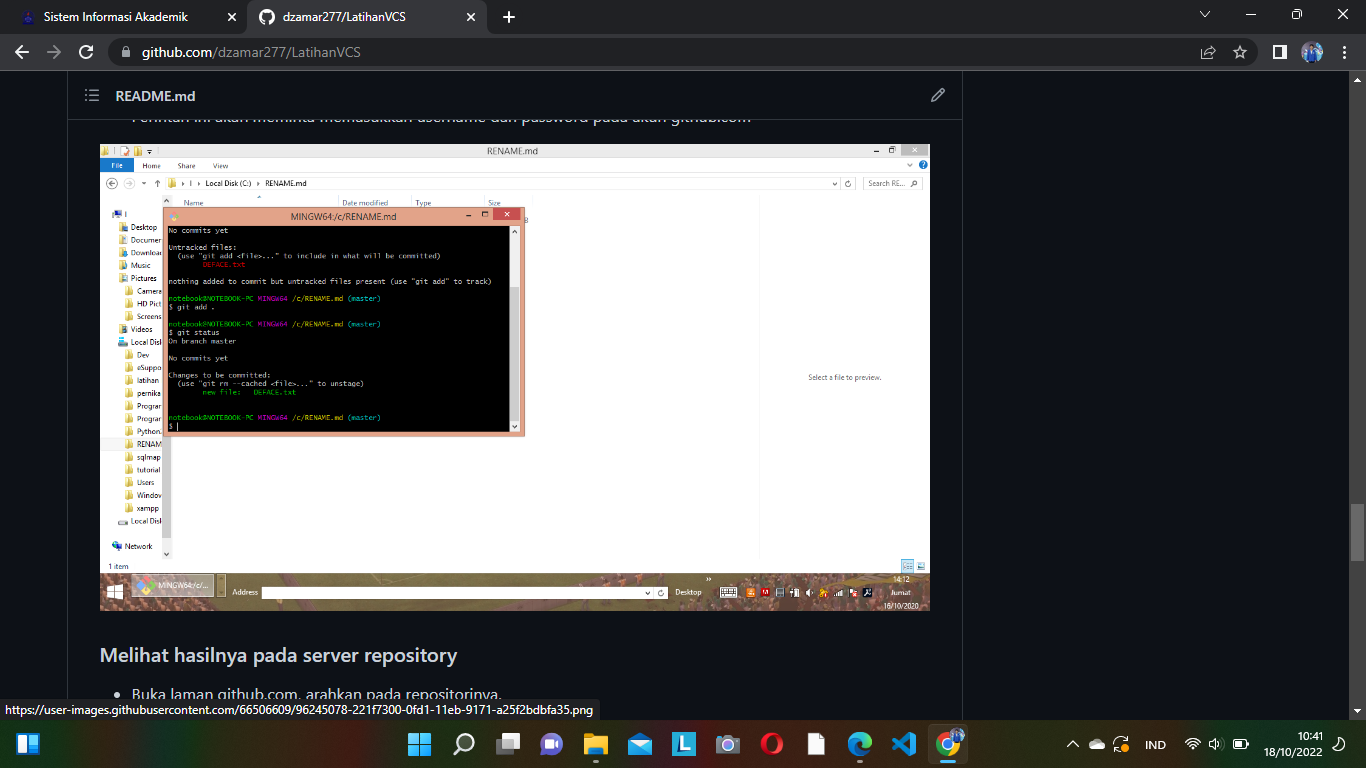 Sistem Informasi Akademik
dzamar277/LatihanVCS
github.com/dzamar277/LatihanVCS
README.md
Perintah ini akan meminta memasukkan username dan password pada akun github.com
RENAME.md
File Home Share View
Local Disk (C:) RENAME.md
Search RE...
Name Date modified Type Size
Desktop
Documer
Downloac
Music
Pictures
Camera
HD Pict
Screens
Videos
Local Disk
Dev
eSuppo
latihan
pernika
Prograr
Prograr
Python.
RENAM
sqlmap
tutorial
Users
Window
xampp
Local Disk
Network
1 item
MINGW64:/c/RENAME.md
No commits yet
Untracked files:
(use "git add <file>..." to include in what will be committed)
DEFACE.txt
nothing added to commit but untracked files present (use "git add" to track)
notebook@NOTEBOOK-PC MINGW64 /c/RENAME.md (master)
$ git add .
notebook@NOTEBOOK-PC MINGW64 /c/RENAME.md (master)
$ git status
On branch master
No commits yet
Changes to be committed:
(use "git rm --cached <file>..." to unstage)
new file: DEFACE.txt
notebook@NOTEBOOK-PC MINGW64 /c/RENAME.md (master)
$
Select a file to preview.
MINGW64:/c/...
Address
Desktop
14:12
Jumat
16/10/2020
Melihat hasilnya pada server repository
• Buka laman github.com, arahkan pada repositorinya.
https://user-images.githubusercontent.com/66506609/96245078-221f7300-0fd1-11eb-9171-a25f2bdbfa35.png
IND
10:41
18/10/2022